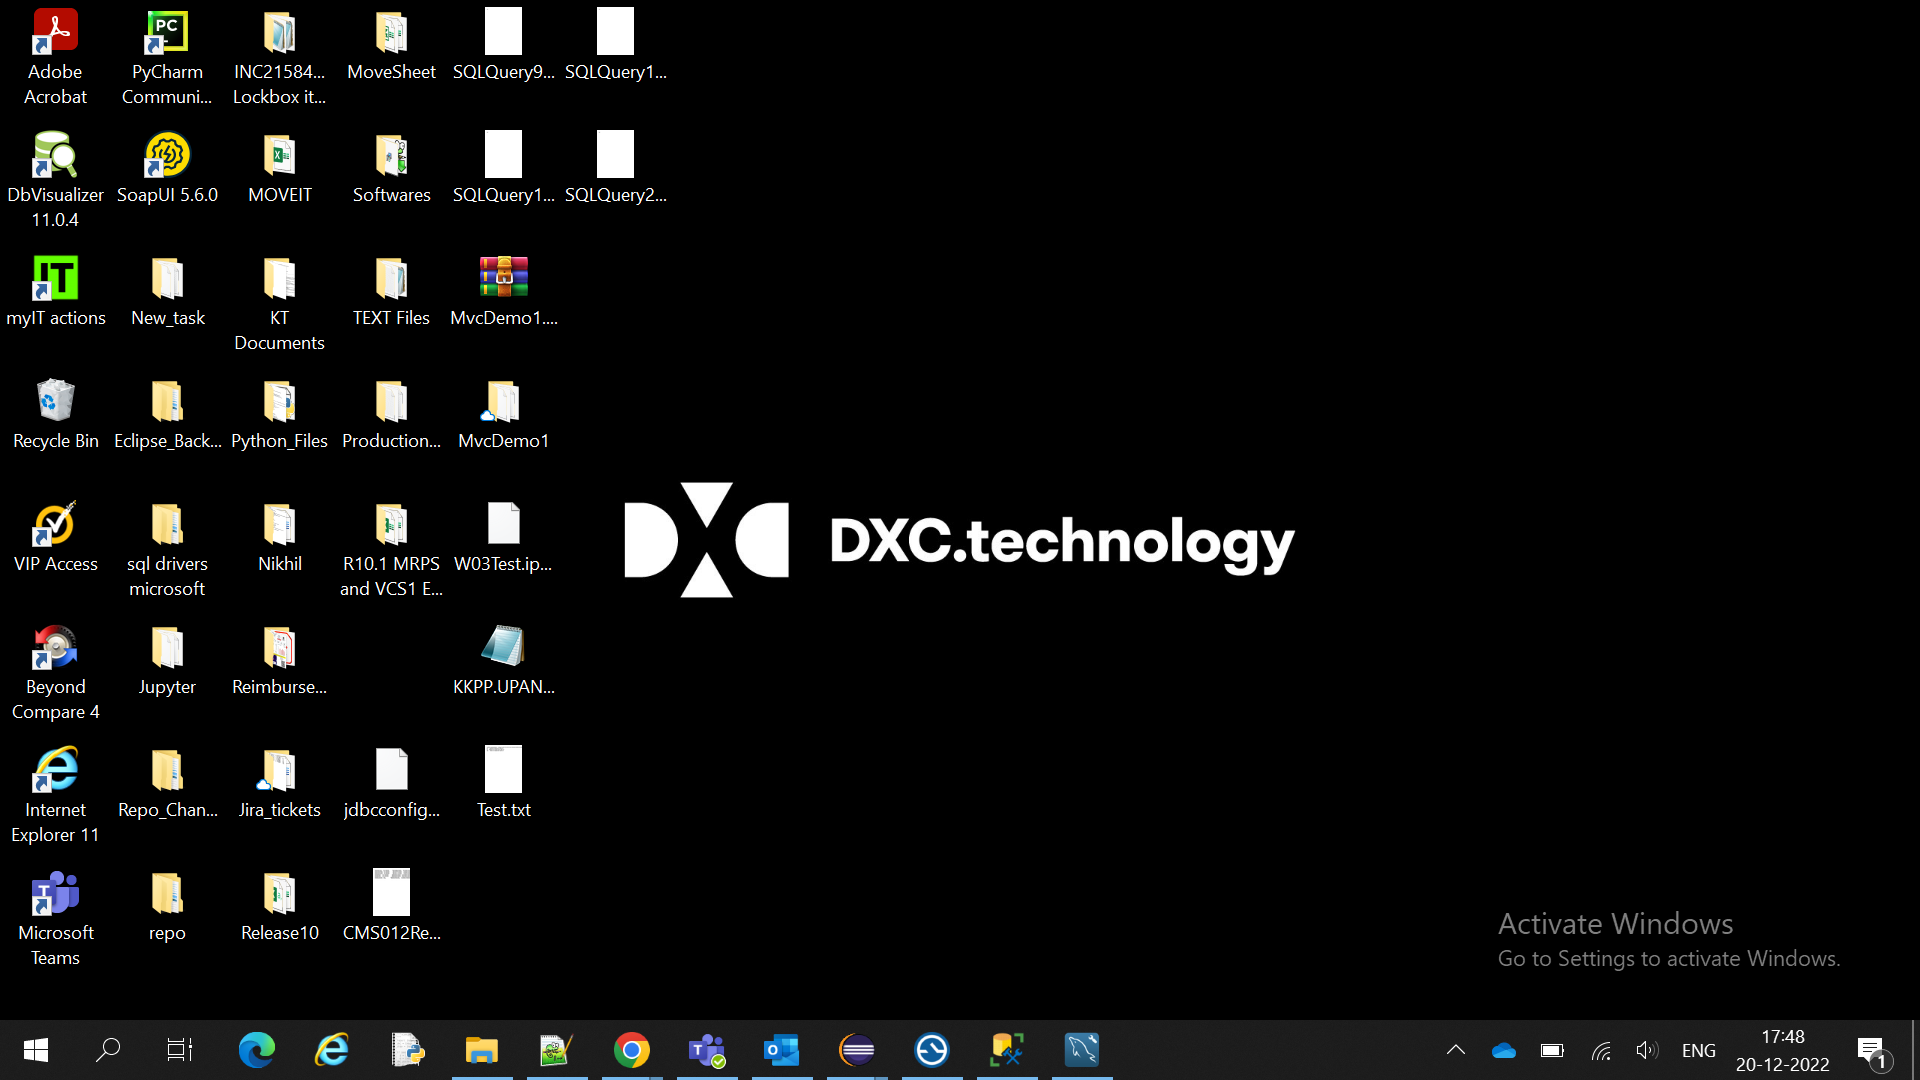 Adobe
Acrobat
PyCharm
Communi...
INC21584...
Lockbox it...
MoveSheet
SQLQuery9...
SQLQuery1...
DbVisualizer
11.0.4
SoapUI 5.6.0
MOVEIT
Softwares
SQLQuery1...
SQLQuery2...
myIT actions
New_task
KT
Documents
TEXT Files
MvcDemo1....
Recycle Bin
Eclipse_Back...
Python_Files
Production...
MvcDemo1
VIP Access
sql drivers
microsoft
Nikhil
R10.1 MRPS
and VCS1 E...
W03Test.ip...
DXC.technology
Beyond
Compare 4
Jupyter
Reimburse...
KKPP.UPAN...
Internet
Explorer 11
Repo_Chan...
Jira_tickets
jdbcconfig...
Test.txt
Microsoft
Teams
repo
Release10
CMS012Re...
Activate Windows
Go to Settings to activate Windows.
ENG
17:48
20-12-2022
1